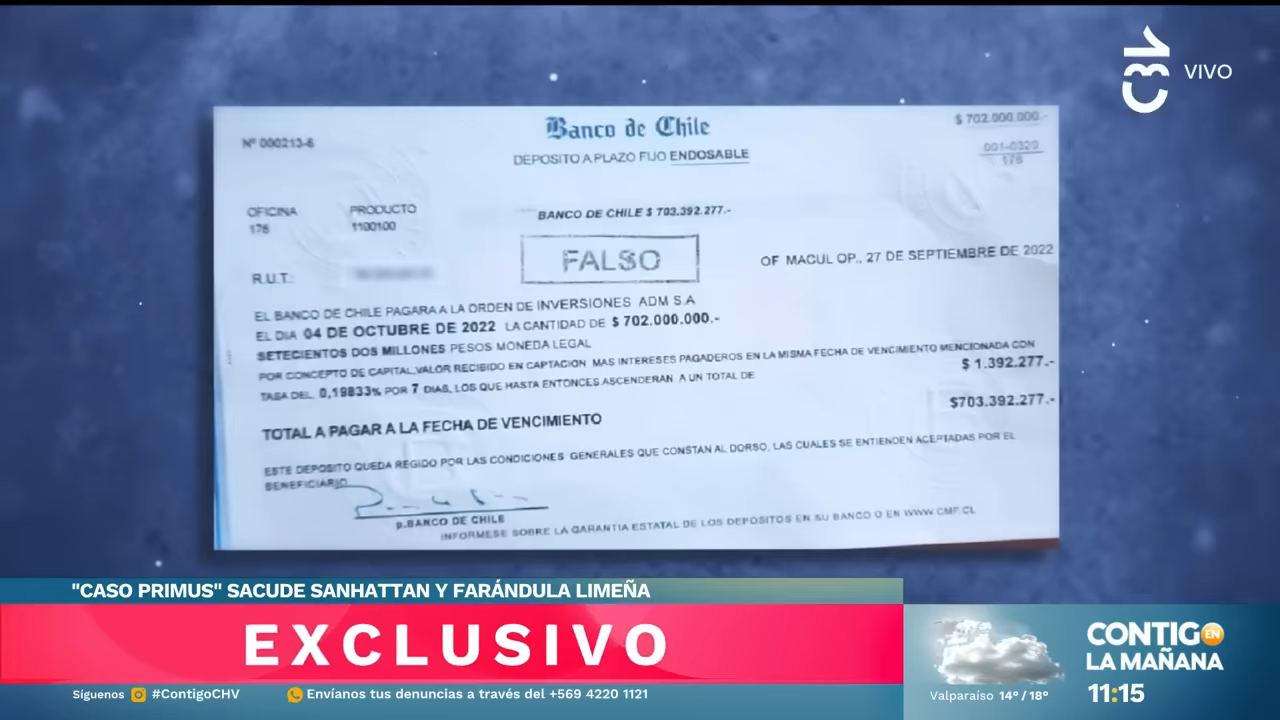 VIVO
Nº 000213-6
Banco de Chile
$ 702.000.000.-
DEPOSITO A PLAZO FIJO ENDOSABLE
001-0320
178
OFICINA
178
PRODUCTO
1100100
BANCO DE CHILE $ 703.392.277.-
FALSO
OF MACUL OP., 27 DE SEPTIEMBRE DE 2022
R.U.T.:
EL BANCO DE CHILE PAGARA A LA ORDEN DE INVERSIONES ADM S.A
EL DIA 04 DE OCTUBRE DE 2022 LA CANTIDAD DE $ 702.000.000.-
SETECIENTOS DOS MILLONES PESOS MONEDA LEGAL
POR CONCEPTO DE CAPITAL,VALOR RECIBIDO EN CAPTACION MAS INTERESES PAGADEROS EN LA MISMA FECHA DE VENCIMIENTO MENCIONADA CON
TASA DEL 0,19833% POR 7 DIAS, LOS QUE HASTA ENTONCES ASCENDERAN A UN TOTAL DE
$ 1.392.277.-
$703.392.277.-
TOTAL A PAGAR A LA FECHA DE VENCIMIENTO
ESTE DEPOSITO QUEDA REGIDO POR LAS CONDICIONES GENERALES QUE CONSTAN AL DORSO, LAS CUALES SE ENTIENDEN ACEPTADAS POR EL
BENEFICIARIO
p.BANCO DE CHILE
INFORMESE SOBRE LA GARANTIA ESTATAL DE LOS DEPOSITOS EN SU BANCO O EN WWW.CMF.CL
"CASO PRIMUS" SACUDE SANHATTAN Y FARÁNDULA LIMEÑA
EXCLUSIVO
Síguenos #ContigoCHV
Envíanos tus denuncias a través del +569 4220 1121
Valparaíso 14° / 18°
CONTIGO EN
LA MAÑANA
11:15